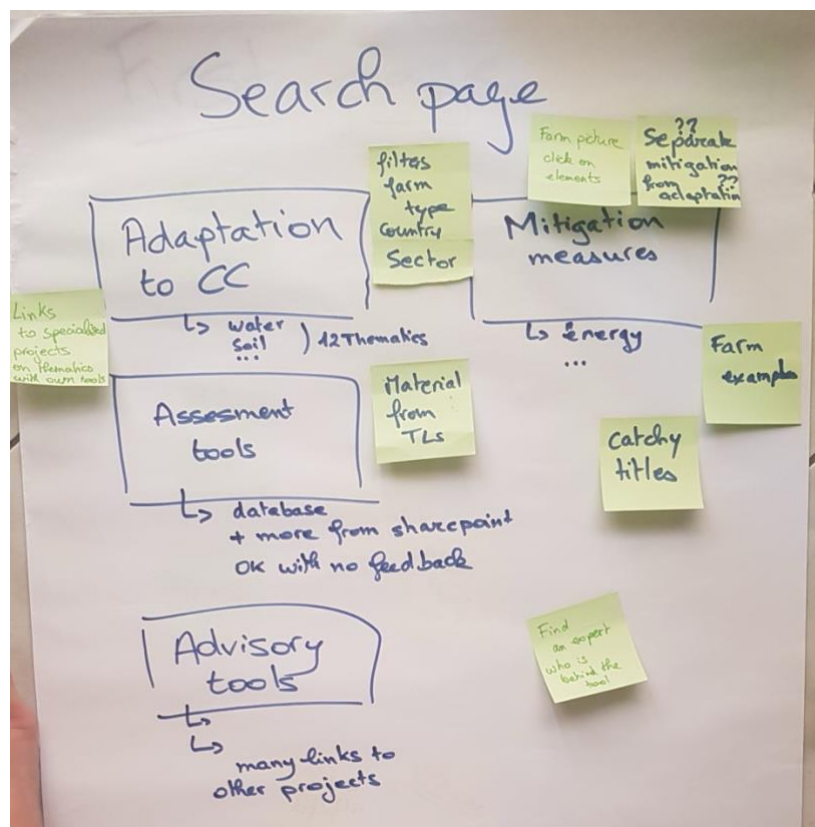 Search page
filters
farm
type
country
Sector
Farm picture
click on
elements
??
Separate
mitigation
from ??
adaptation
Adaptation
to CC
Mitigation
measures
Links
to specialized
projects
on thematics
with own tools
↳ water
soil
...
) 12 Thematics
↳ energy
...
Farm
examples
Assesment
tools
Material
from
TLs
catchy
titles
↳ database
+ more from sharepoint
OK with no feedback
Find
an expert
who is
behind the
tool
Advisory
tools
↳
↳
many links to
other projects